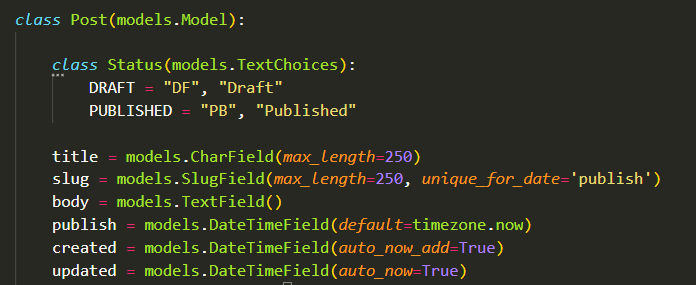 class Post(models.Model):
class Status(models.TextChoices):
DRAFT = "DF", "Draft"
PUBLISHED = "PB", "Published"
title = models.CharField(max_length=250)
slug = models.SlugField(max_length=250, unique_for_date='publish')
body = models.TextField()
publish = models.DateTimeField(default=timezone.now)
created = models.DateTimeField(auto_now_add=True)
updated = models.DateTimeField(auto_now=True)